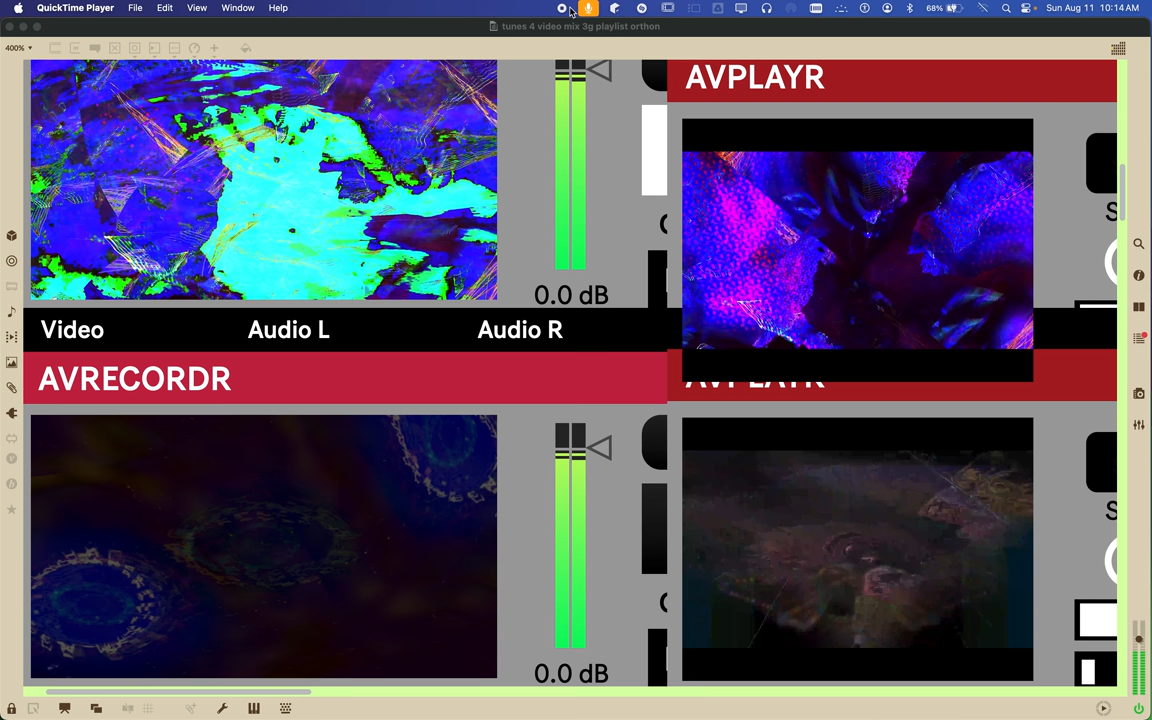 QuickTime Player File Edit View Window Help 68% Sun Aug 11 10:14 AM
tunes 4 video mix 3g playlist orthon
400%
AVPLAYR
S
0.0 dB
Video Audio L Audio R
AVRECORDR
S
0.0 dB